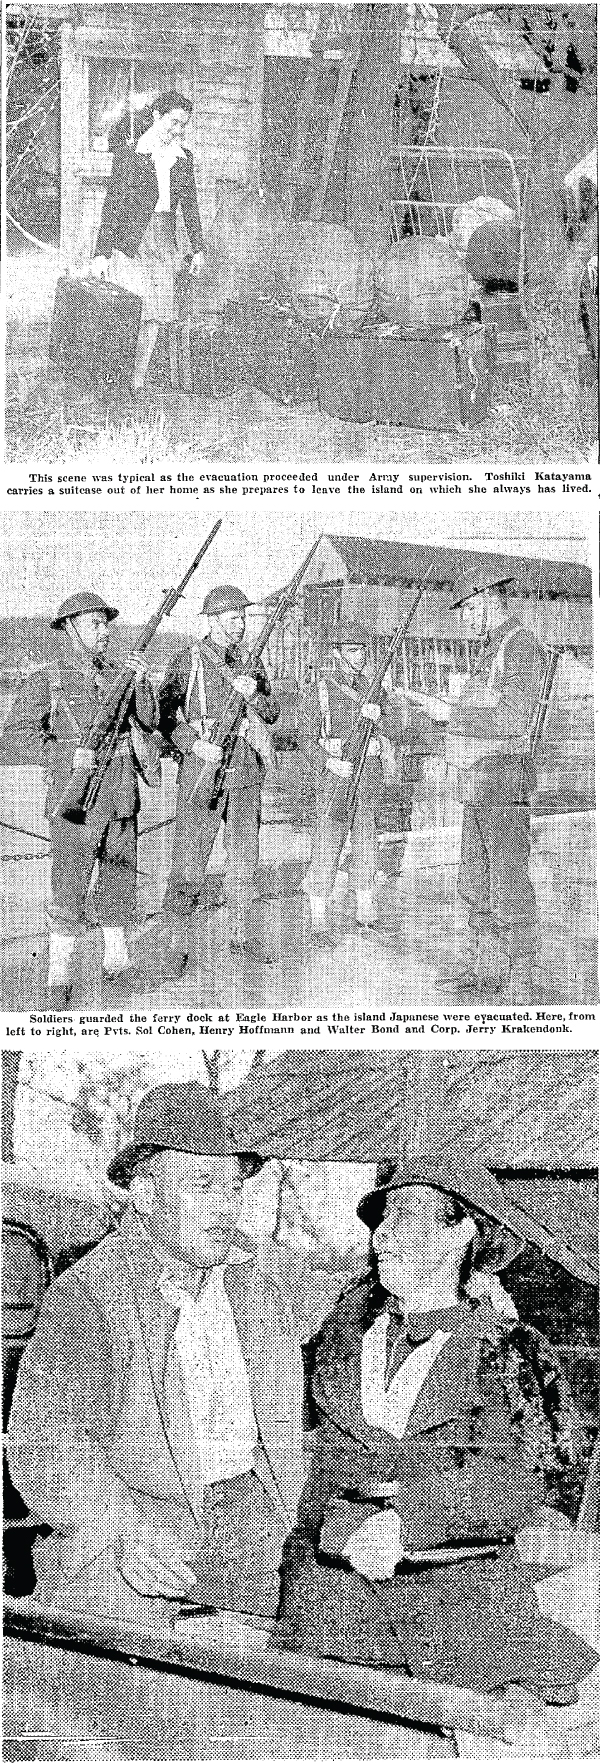 This scene was typical as the evacuation proceeded under Army supervision. Toshiki Katayama
carries a suitcase out of her home as she prepares to leave the island on which she always has lived.
Soldiers guarded the ferry dock at Eagle Harbor as the island Japanese were evacuated. Here, from
left to right, are Pvts. Sol Cohen, Henry Hoffmann and Walter Bond and Corp. Jerry Krakendonk.